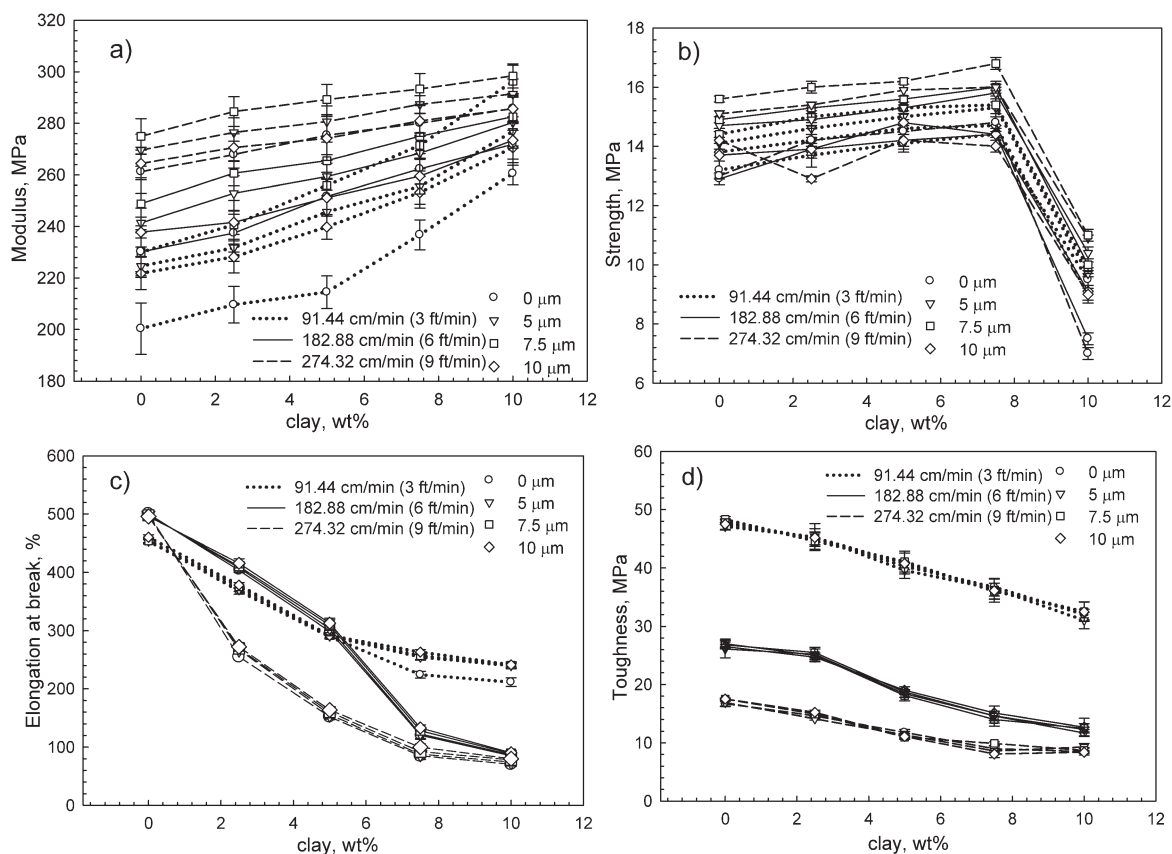 a)
320
300
280
260
240
220
200
180
Modulus, MPa
91.44 cm/min (3 ft/min)
182.88 cm/min (6 ft/min)
274.32 cm/min (9 ft/min)
0 µm
5 µm
7.5 µm
10 µm
0 2 4 6 8 10 12
clay, wt%
b)
18
16
14
12
10
8
6
Strength, MPa
91.44 cm/min (3 ft/min)
182.88 cm/min (6 ft/min)
274.32 cm/min (9 ft/min)
0 µm
5 µm
7.5 µm
10 µm
0 2 4 6 8 10 12
clay, wt%
c)
600
500
400
300
200
100
0
Elongation at break, %
91.44 cm/min (3 ft/min)
182.88 cm/min (6 ft/min)
274.32 cm/min (9 ft/min)
0 µm
5 µm
7.5 µm
10 µm
0 2 4 6 8 10 12
clay, wt%
d)
60
50
40
30
20
10
0
Toughness, MPa
91.44 cm/min (3 ft/min)
182.88 cm/min (6 ft/min)
274.32 cm/min (9 ft/min)
0 µm
5 µm
7.5 µm
10 µm
0 2 4 6 8 10 12
clay, wt%